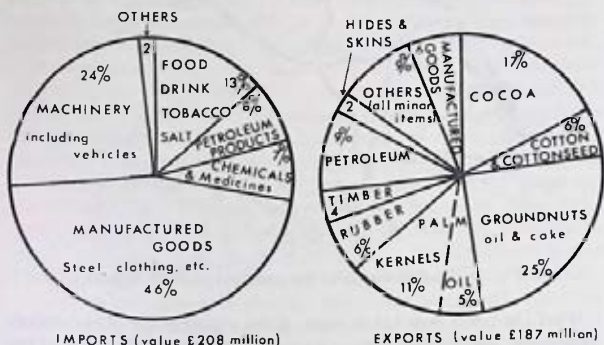 OTHERS
2
FOOD
DRINK
TOBACCO
SALT
13
24%
MACHINERY
including
vehicles
PETROLEUM
PRODUCTS
CHEMICALS
& Medicines
7%
MANUFACTURED
GOODS
Steel, clothing, etc.
46%
IMPORTS (value £208 million)
HIDES &
SKINS
2
OTHERS
(all minor
items)
MANUFACTURED
GOODS
17%
COCOA
6%
COTTON
& COTTONSEED
GROUNDNUTS
oil & cake
25%
PETROLEUM
TIMBER
4
RUBBER
6%
PALM
KERNELS
11%
OIL
5%
EXPORTS (value £187 million)